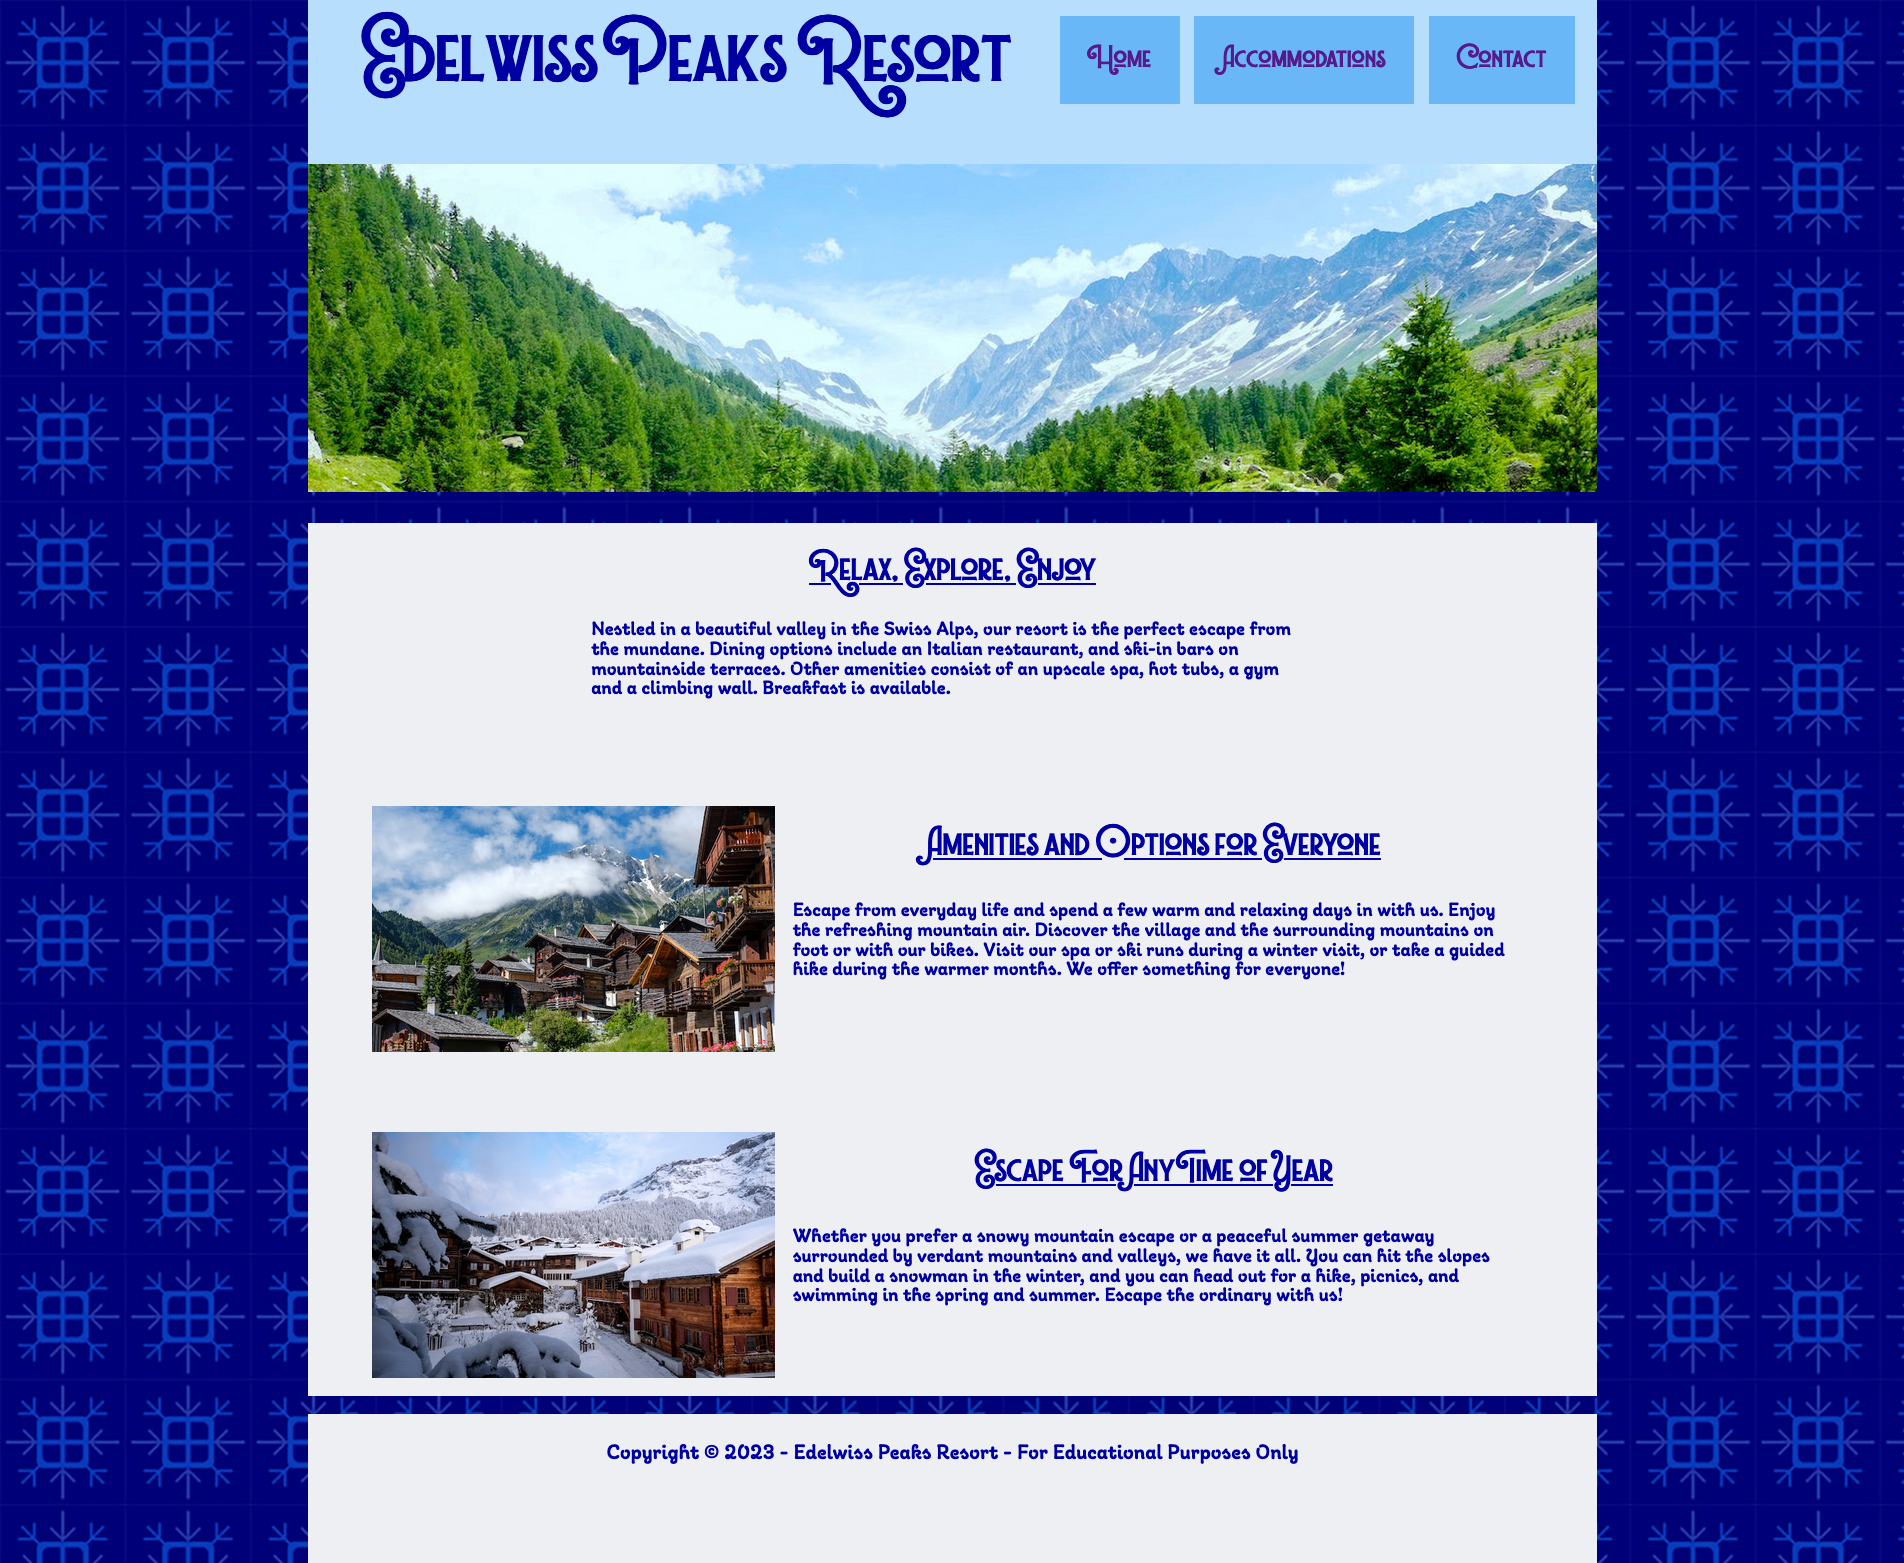 Edelwiss Peaks Resort
Home
Accommodations
Contact
Relax, Explore, Enjoy
Nestled in a beautiful valley in the Swiss Alps, our resort is the perfect escape from
the mundane. Dining options include an Italian restaurant, and ski-in bars on
mountainside terraces. Other amenities consist of an upscale spa, hot tubs, a gym
and a climbing wall. Breakfast is available.
Amenities and Options for Everyone
Escape from everyday life and spend a few warm and relaxing days in with us. Enjoy
the refreshing mountain air. Discover the village and the surrounding mountains on
foot or with our bikes. Visit our spa or ski runs during a winter visit, or take a guided
hike during the warmer months. We offer something for everyone!
Escape For Any Time of Year
Whether you prefer a snowy mountain escape or a peaceful summer getaway
surrounded by verdant mountains and valleys, we have it all. You can hit the slopes
and build a snowman in the winter, and you can head out for a hike, picnics, and
swimming in the spring and summer. Escape the ordinary with us!
Copyright © 2023 - Edelwiss Peaks Resort - For Educational Purposes Only